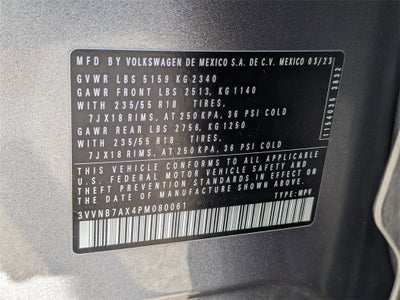 MFD BY VOLKSWAGEN DE MEXICO S.A. DE C.V. MEXICO 03/23
GVWR LBS 5159 KG 2340
GAWR FRONT LBS 2513, KG 1140
WITH 235/55 R18 TIRES,
7JX18 RIMS, AT 250 KPA, 36 PSI COLD
GAWR REAR LBS 2756, KG 1250
WITH 235/55 R18 TIRES,
7JX18 RIMS, AT 250 KPA, 36 PSI COLD
THIS VEHICLE CONFORMS TO ALL APPLICABLE
U.S. FEDERAL MOTOR VEHICLE SAFETY AND
THEFT PREVENTION STANDARDS IN EFFECT
ON THE DATE OF MANUFACTURE SHOWN ABOVE
3VVNB7AX4PM080061 TYPE: MPV